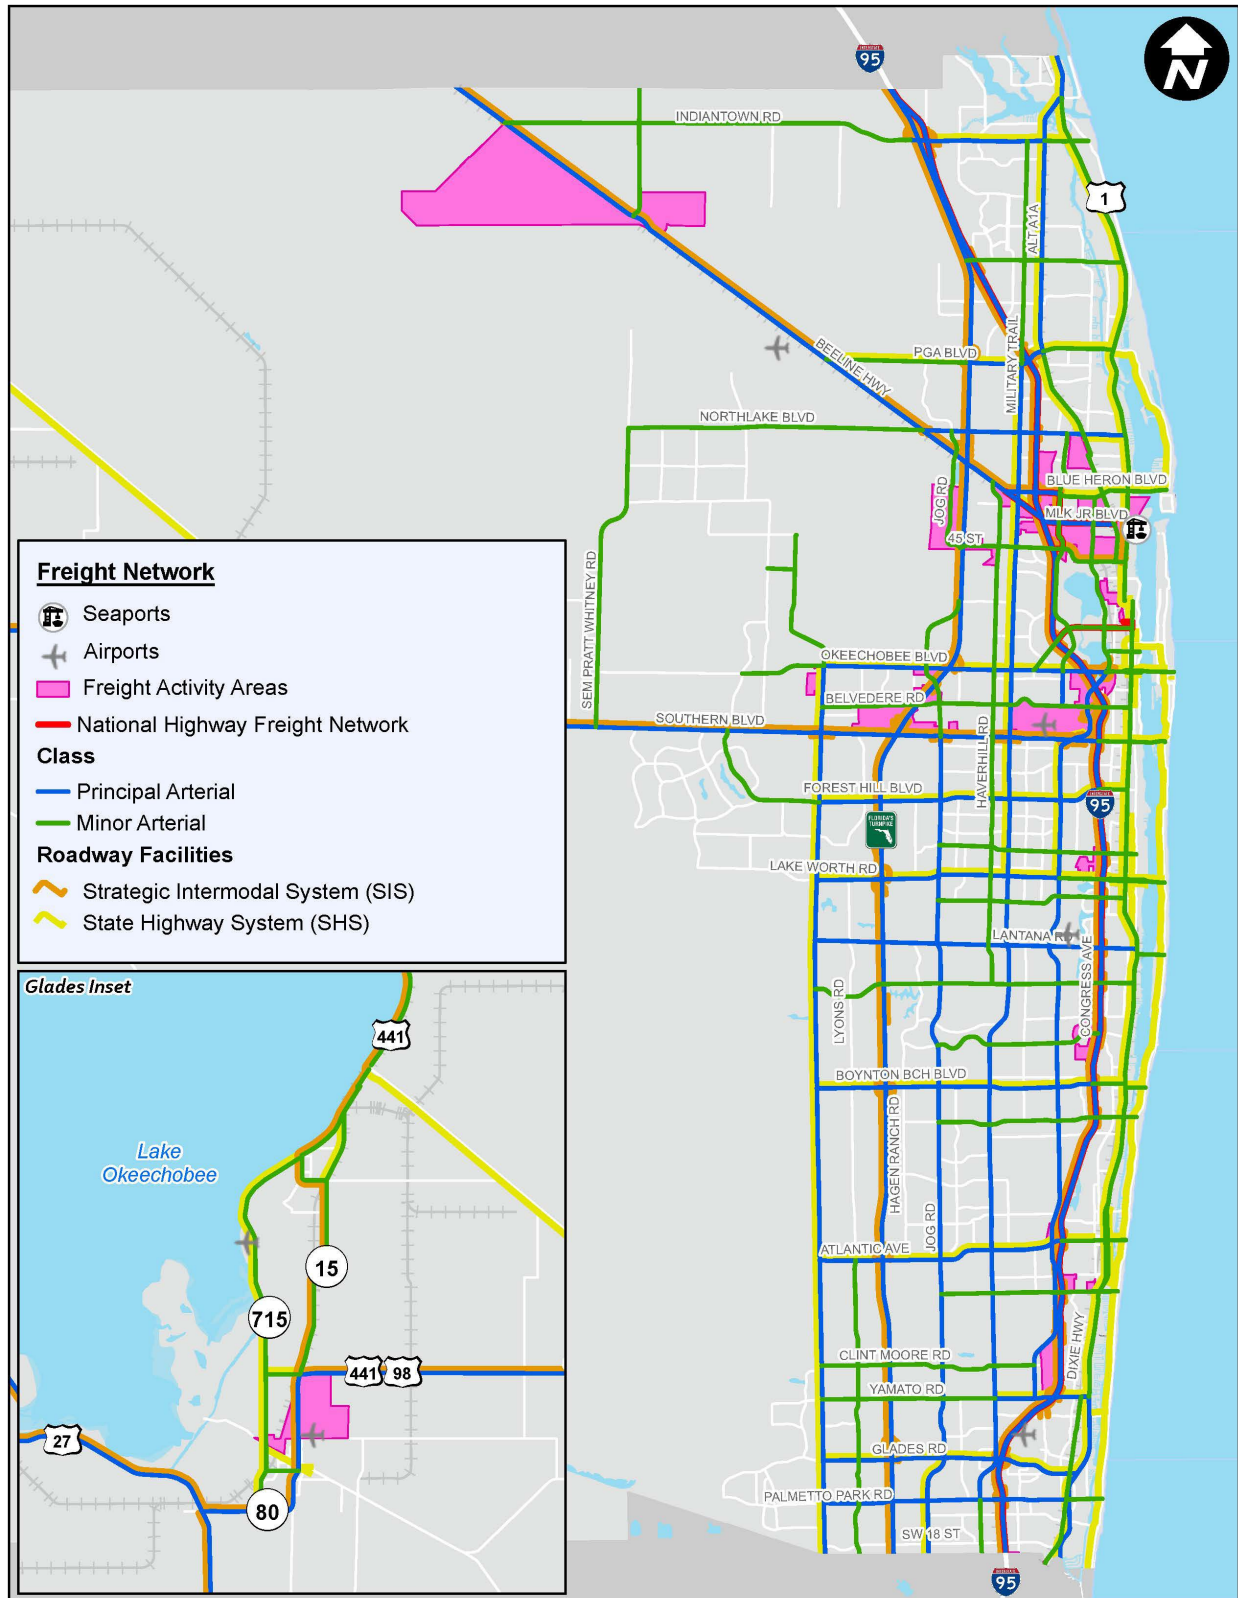 INTERSTATE
95
N
INDIANTOWN RD
1
ALT A1A
MILITARY TRAIL
PGA BLVD
BEELINE HWY
NORTHLAKE BLVD
BLUE HERON BLVD
JOG RD
MLK JR BLVD
45 ST
SEM PRATT WHITNEY RD
OKEECHOBEE BLVD
BELVEDERE RD
SOUTHERN BLVD
HAVERHILL RD
FOREST HILL BLVD
95
FLORIDA'S
TURNPIKE
LAKE WORTH RD
LANTANA RD
CONGRESS AVE
LYONS RD
BOYNTON BCH BLVD
HAGEN RANCH RD
JOG RD
ATLANTIC AVE
DIXIE HWY
CLINT MOORE RD
YAMATO RD
GLADES RD
PALMETTO PARK RD
SW 18 ST
95
Freight Network
Seaports
Airports
Freight Activity Areas
National Highway Freight Network
Class
Principal Arterial
Minor Arterial
Roadway Facilities
Strategic Intermodal System (SIS)
State Highway System (SHS)
Glades Inset
441
Lake
Okeechobee
15
715
441
98
27
80